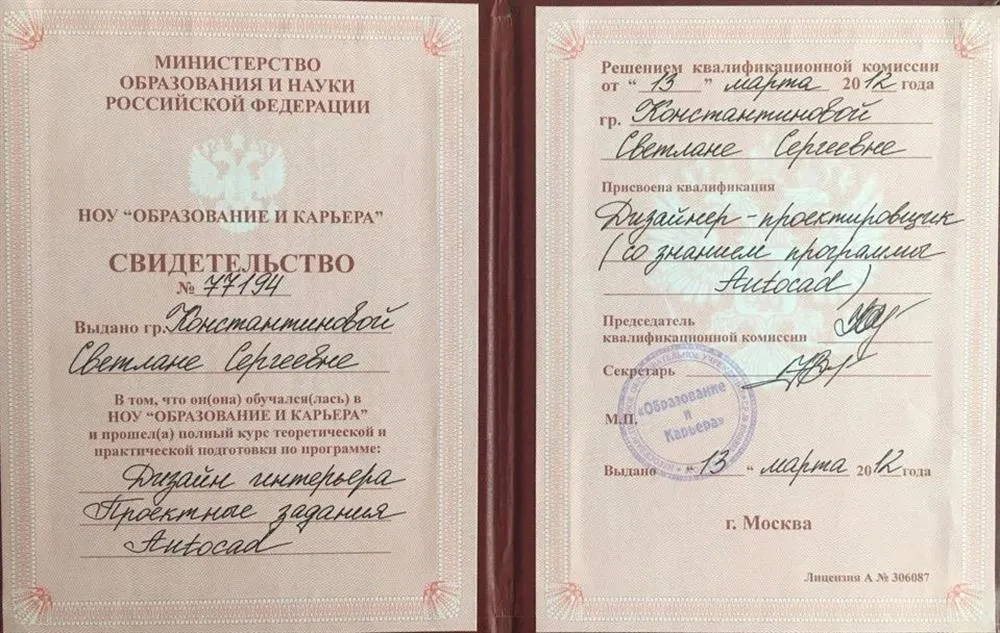 МИНИСТЕРСТВО
ОБРАЗОВАНИЯ И НАУКИ
РОССИЙСКОЙ ФЕДЕРАЦИИ
НОУ “ОБРАЗОВАНИЕ И КАРЬЕРА”
СВИДЕТЕЛЬСТВО
№ 77194
Выдано гр. Константиновой
Светлане Сергеевне
В том, что он(она) обучался(лась) в
НОУ “ОБРАЗОВАНИЕ И КАРЬЕРА”
и прошел(а) полный курс теоретической и
практической подготовки по программе:
Дизайн интерьера
Проектные задания
Autocad
Решением квалификационной комиссии
от “ 13 ” марта 2012 года
гр. Константиновой
Светлане Сергеевне
Присвоена квалификация
Дизайнер-проектировщик
(со знанием программы
Autocad)
Председатель
квалификационной комиссии
Секретарь
«Образование
и
Карьера»
М.П.
Выдано “13” марта 2012 года
г. Москва
Лицензия А № 306087